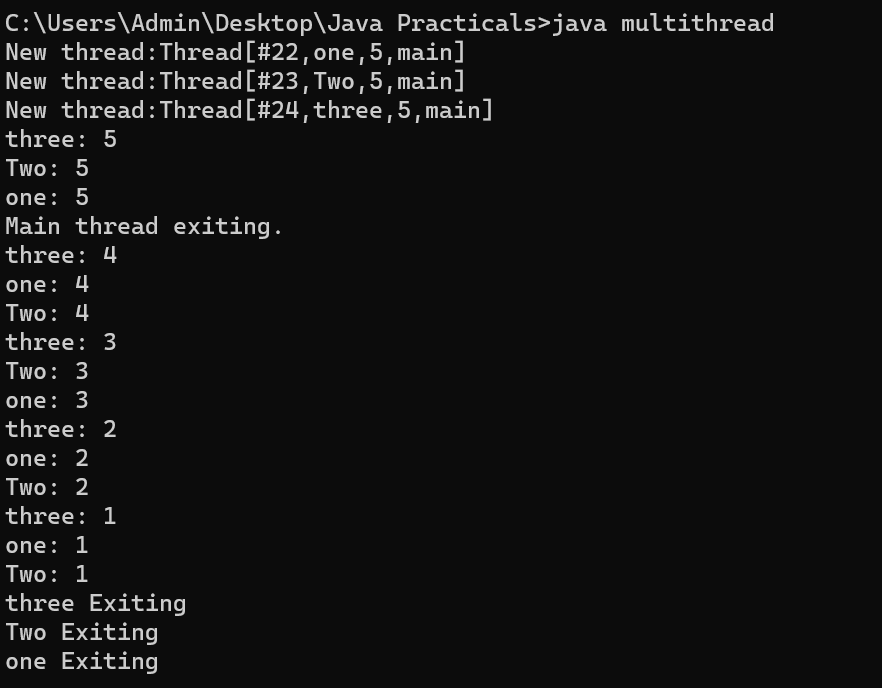 C:\Users\Admin\Desktop\Java Practicals>java multithread
New thread:Thread[#22,one,5,main]
New thread:Thread[#23,Two,5,main]
New thread:Thread[#24,three,5,main]
three: 5
Two: 5
one: 5
Main thread exiting.
three: 4
one: 4
Two: 4
three: 3
Two: 3
one: 3
three: 2
one: 2
Two: 2
three: 1
one: 1
Two: 1
three Exiting
Two Exiting
one Exiting